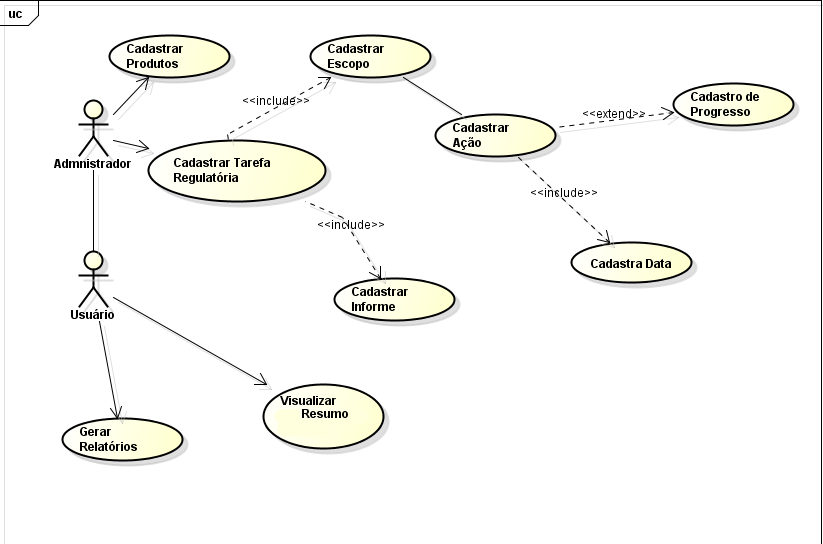 uc
Cadastrar
Produtos
Cadastrar
Escopo
<<include>>
Cadastro de
Progresso
<<extend>>
Cadastrar
Ação
Admnistrador
Cadastrar Tarefa
Regulatória
<<include>>
<<include>>
Cadastra Data
Cadastrar
Informe
Usuário
Visualizar
Resumo
Gerar
Relatórios